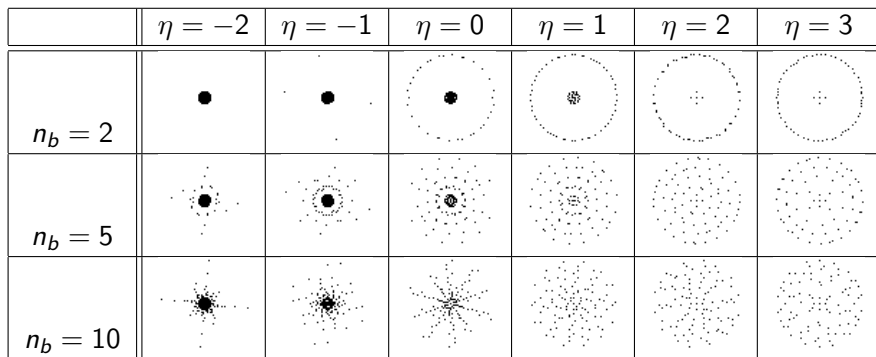 η = −2 η = −1 η = 0 η = 1 η = 2 η = 3
n_b = 2
n_b = 5
n_b = 10